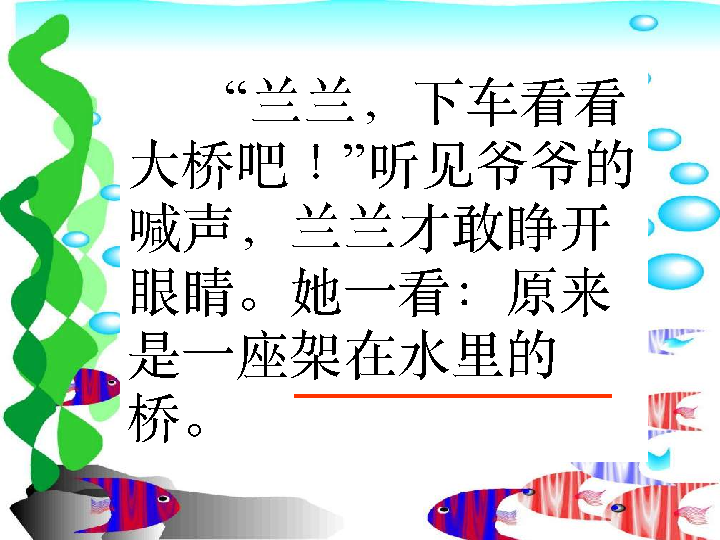 “兰兰，下车看看
大桥吧！”听见爷爷的
喊声，兰兰才敢睁开
眼睛。她一看：原来
是一座架在水里的
桥。